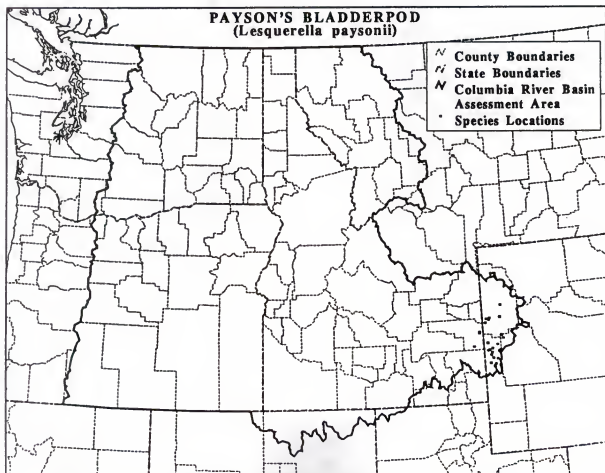 PAYSON'S BLADDERPOD
(Lesquerella paysonii)
County Boundaries
State Boundaries
Columbia River Basin
Assessment Area
Species Locations